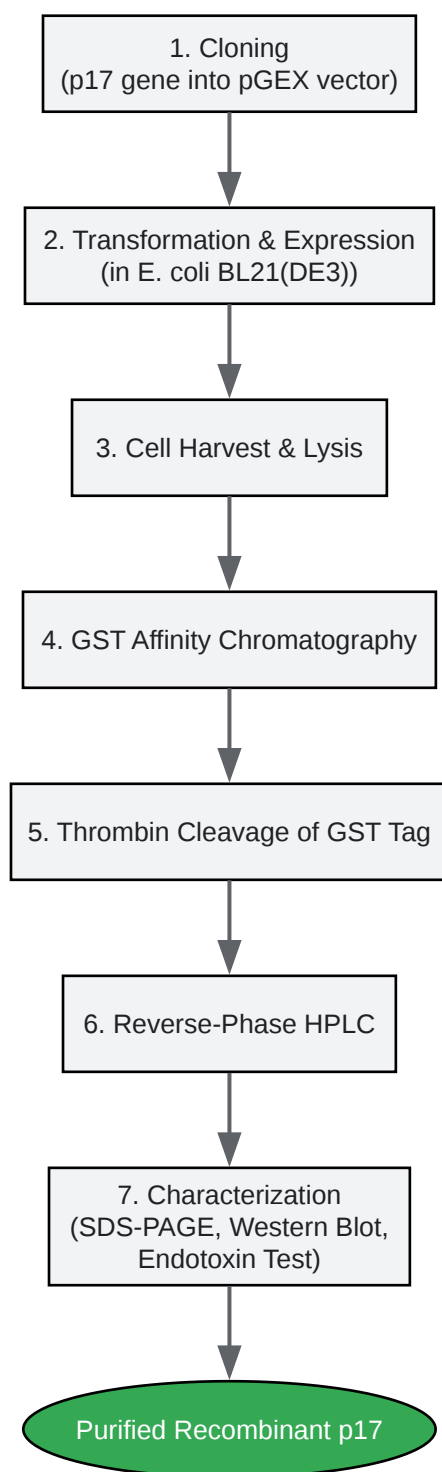 1. Cloning
(p17 gene into pGEX vector)
2. Transformation & Expression
(in E. coli BL21(DE3))
3. Cell Harvest & Lysis
4. GST Affinity Chromatography
5. Thrombin Cleavage of GST Tag
6. Reverse-Phase HPLC
7. Characterization
(SDS-PAGE, Western Blot,
Endotoxin Test)
Purified Recombinant p17